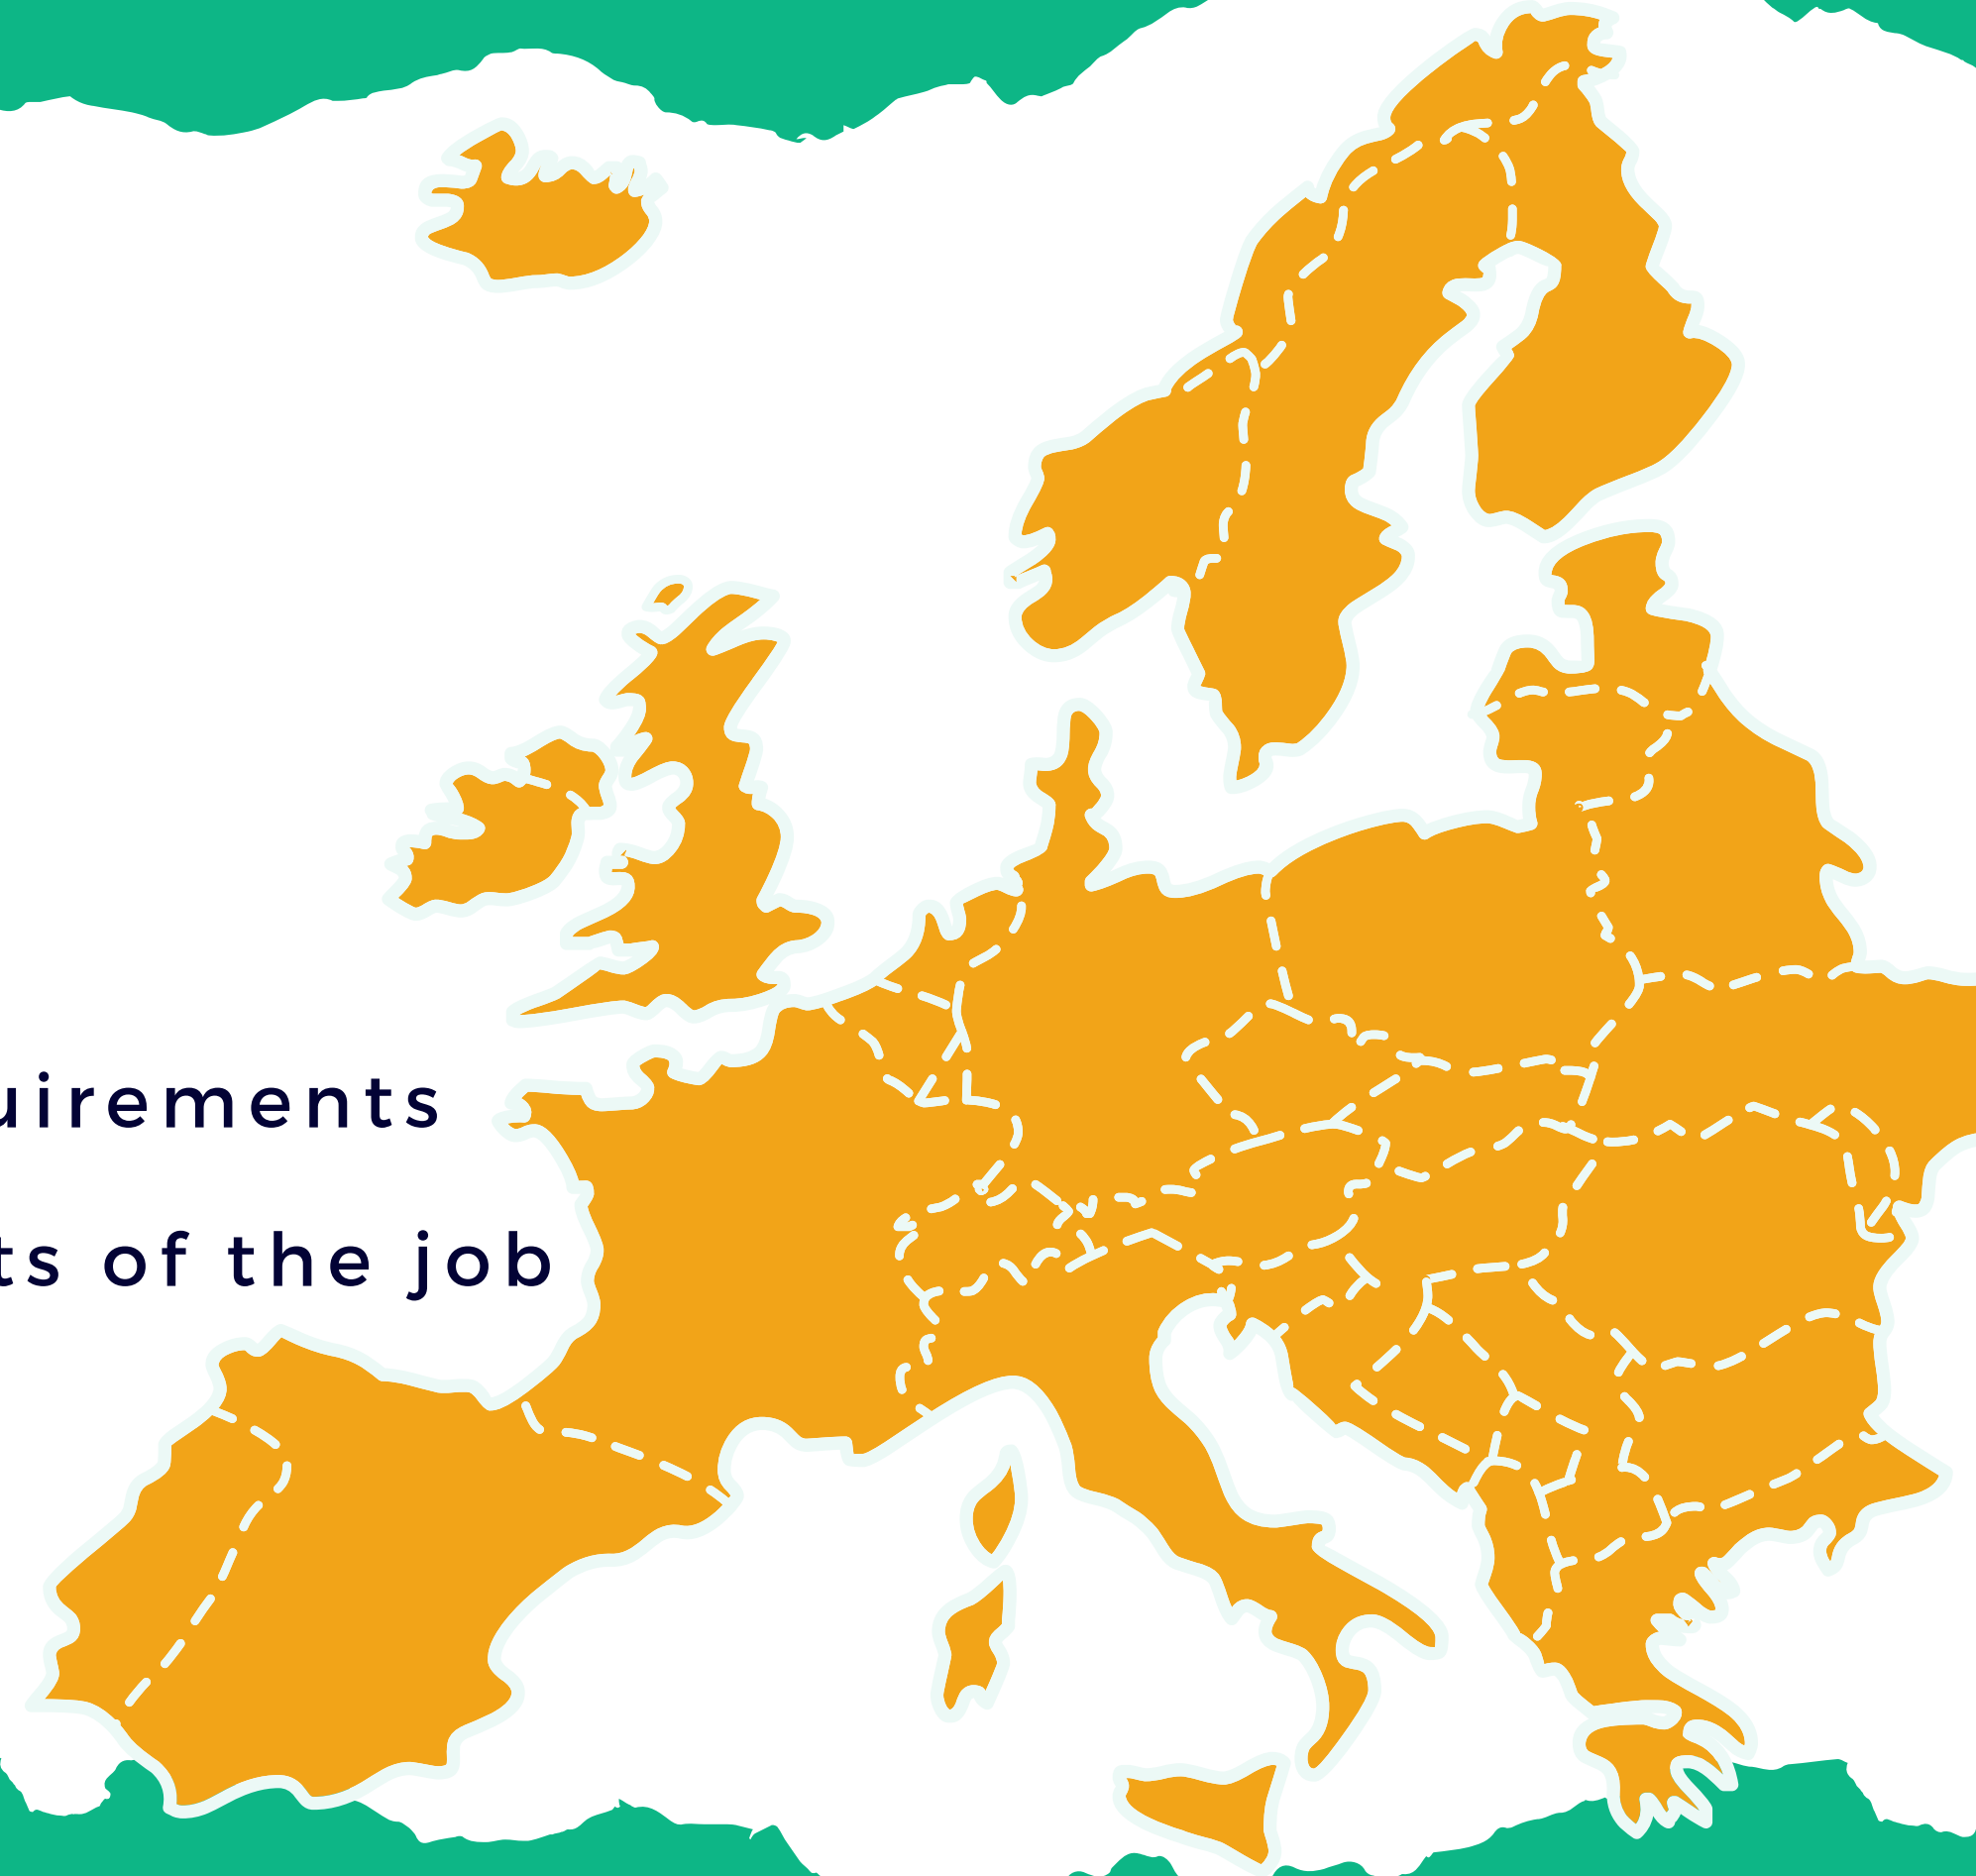 uirements
ts of the job